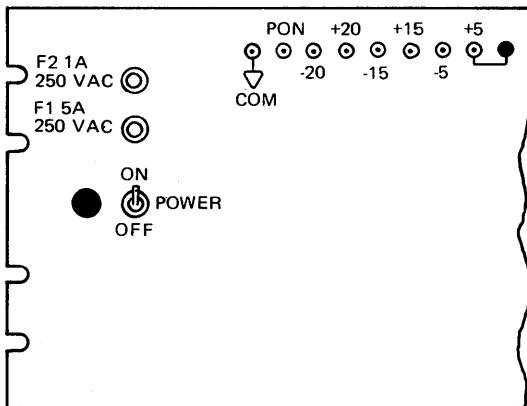 PON +20 +15 +5
-20 -15 -5
COM
F2 1A
250 VAC
F1 5A
250 VAC
ON
POWER
OFF